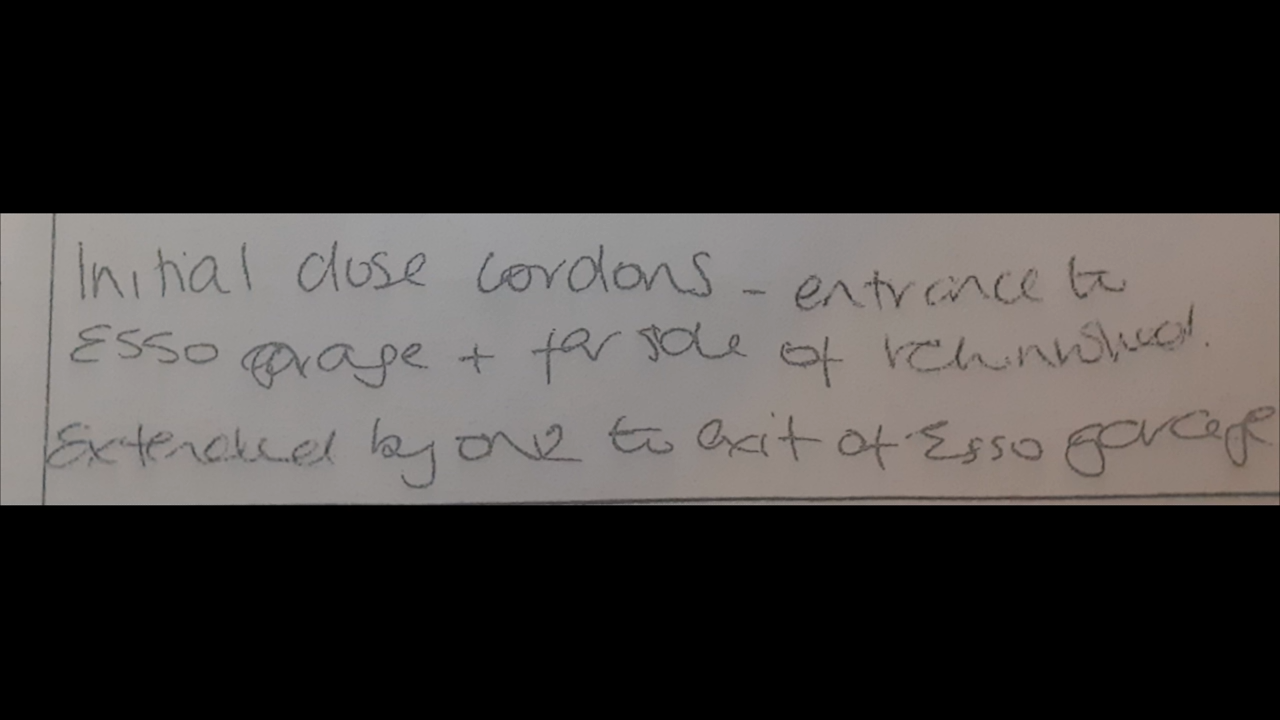 Initial close cordons - entrance to
Esso garage + far side of
Extended by one to exit of Esso garage